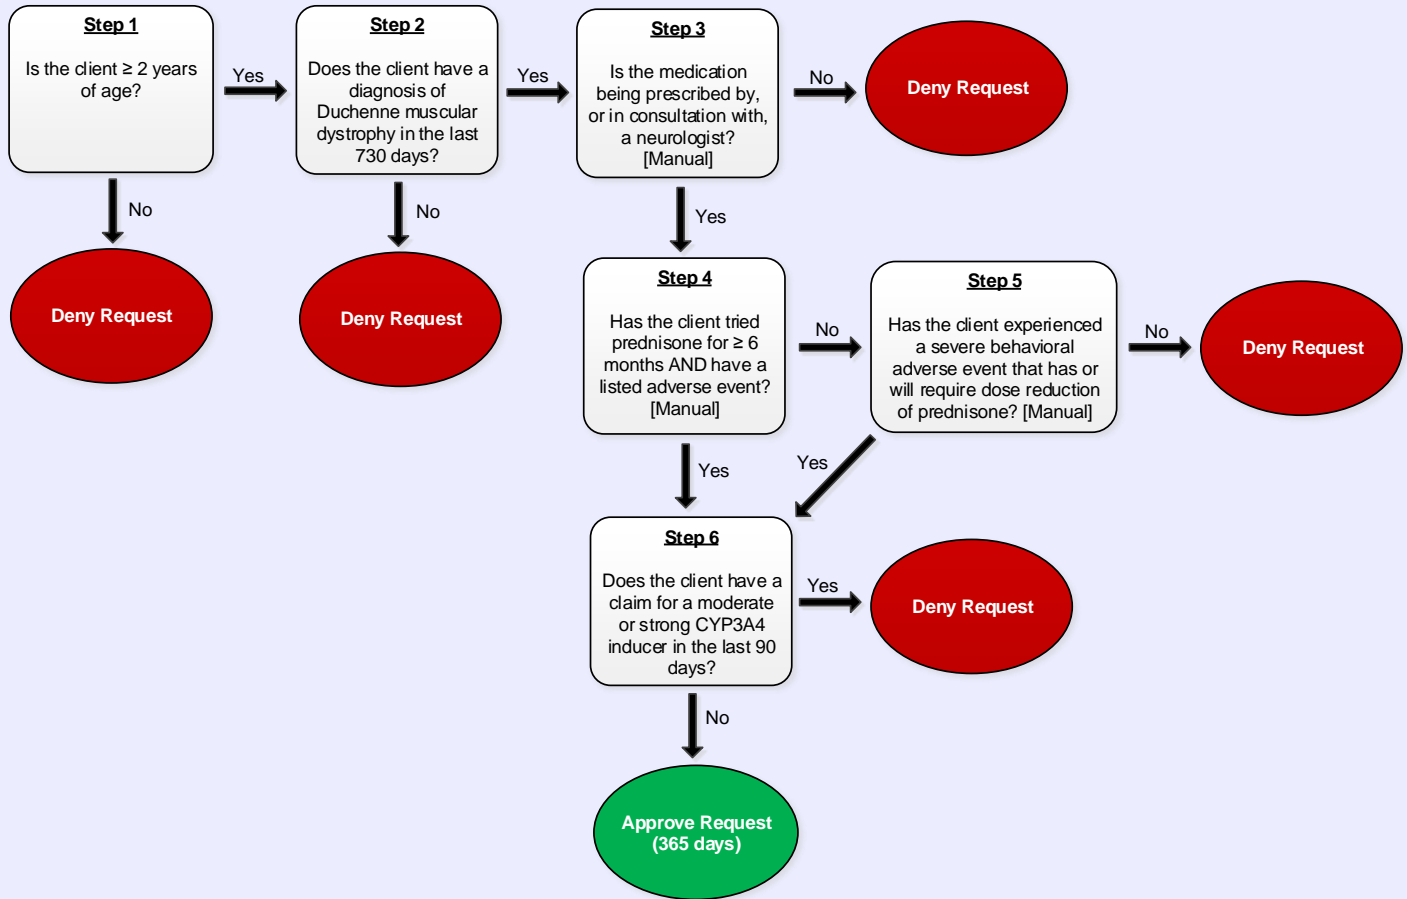 Step 1
Is the client ≥ 2 years
of age?
Yes
No
Deny Request
Step 2
Does the client have a
diagnosis of
Duchenne muscular
dystrophy in the last
730 days?
Yes
No
Deny Request
Step 3
Is the medication
being prescribed by,
or in consultation with,
a neurologist?
[Manual]
No
Deny Request
Yes
Step 4
Has the client tried
prednisone for ≥ 6
months AND have a
listed adverse event?
[Manual]
No
Yes
Step 5
Has the client experienced
a severe behavioral
adverse event that has or
will require dose reduction
of prednisone? [Manual]
No
Deny Request
Yes
Step 6
Does the client have a
claim for a moderate
or strong CYP3A4
inducer in the last 90
days?
Yes
Deny Request
No
Approve Request
(365 days)